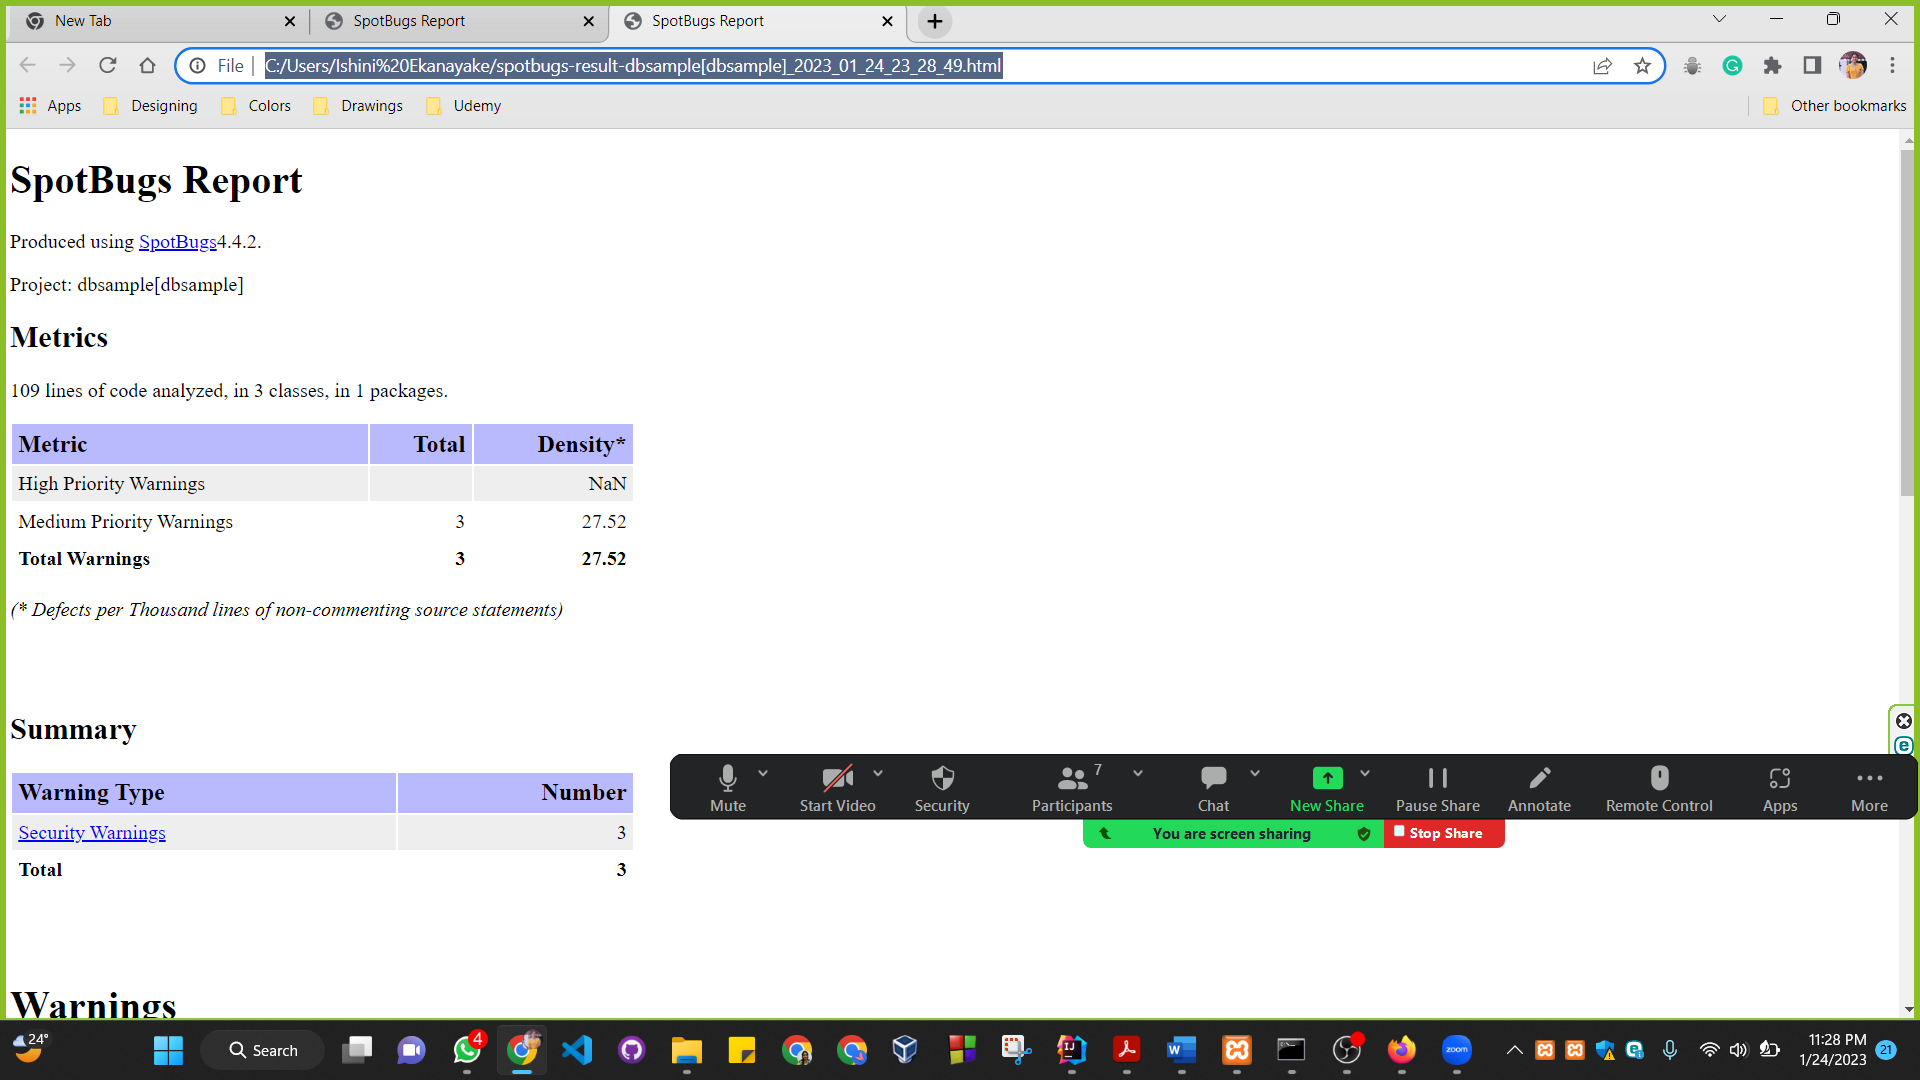 New Tab
SpotBugs Report
SpotBugs Report
File
C:/Users/Ishini%20Ekanayake/spotbugs-result-dbsample[dbsample]_2023_01_24_23_28_49.html
Apps
Designing
Colors
Drawings
Udemy
Other bookmarks
SpotBugs Report
Produced using SpotBugs4.4.2.
Project: dbsample[dbsample]
Metrics
109 lines of code analyzed, in 3 classes, in 1 packages.
Metric Total Density*
High Priority Warnings NaN
Medium Priority Warnings 3 27.52
Total Warnings 3 27.52
(* Defects per Thousand lines of non-commenting source statements)
Summary
Warning Type Number
Security Warnings 3
Total 3
Warnings
7
Mute
Start Video
Security
Participants
Chat
New Share
Pause Share
Annotate
Remote Control
Apps
More
You are screen sharing
Stop Share
24°
Search
4
zoom
11:28 PM
1/24/2023
21